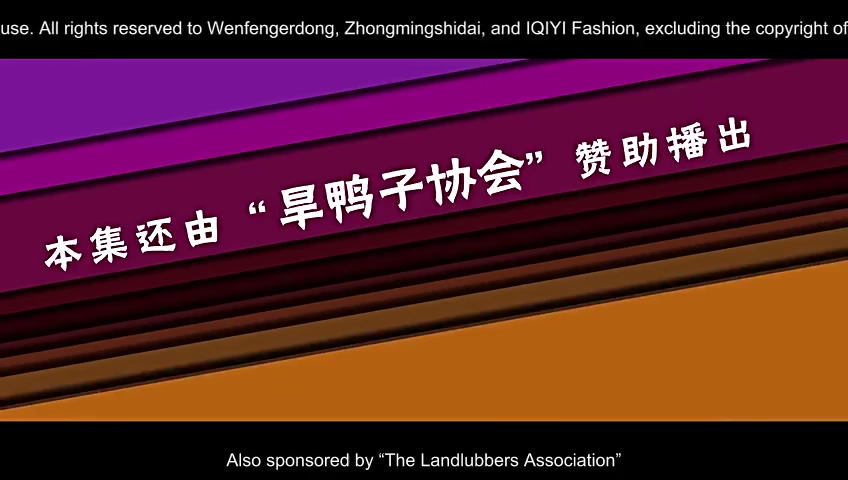 use. All rights reserved to Wenfengerdong, Zhongmingshidai, and IQIYI Fashion, excluding the copyright of
本集还由“旱鸭子协会”赞助播出
Also sponsored by “The Landlubbers Association”